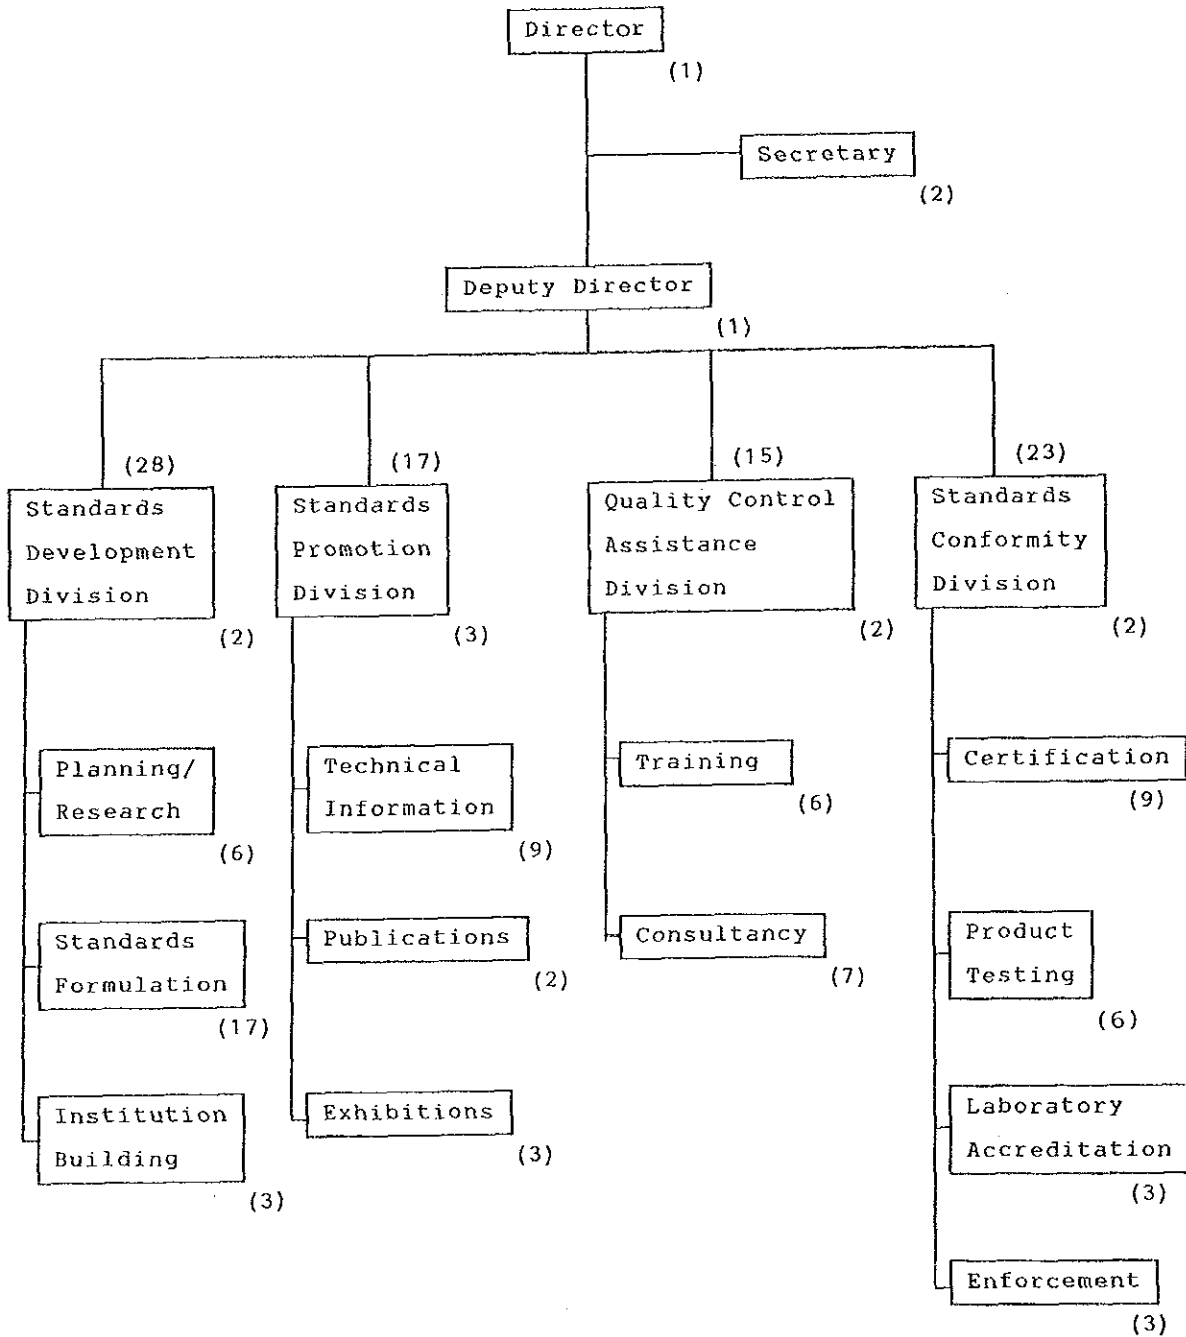 Director
(1)
Secretary
(2)
Deputy Director
(1)
(28)
Standards
Development
Division
(2)
Planning/
Research
(6)
Standards
Formulation
(17)
Institution
Building
(3)
(17)
Standards
Promotion
Division
(3)
Technical
Information
(9)
Publications
(2)
Exhibitions
(3)
(15)
Quality Control
Assistance
Division
(2)
Training
(6)
Consultancy
(7)
(23)
Standards
Conformity
Division
(2)
Certification
(9)
Product
Testing
(6)
Laboratory
Accreditation
(3)
Enforcement
(3)